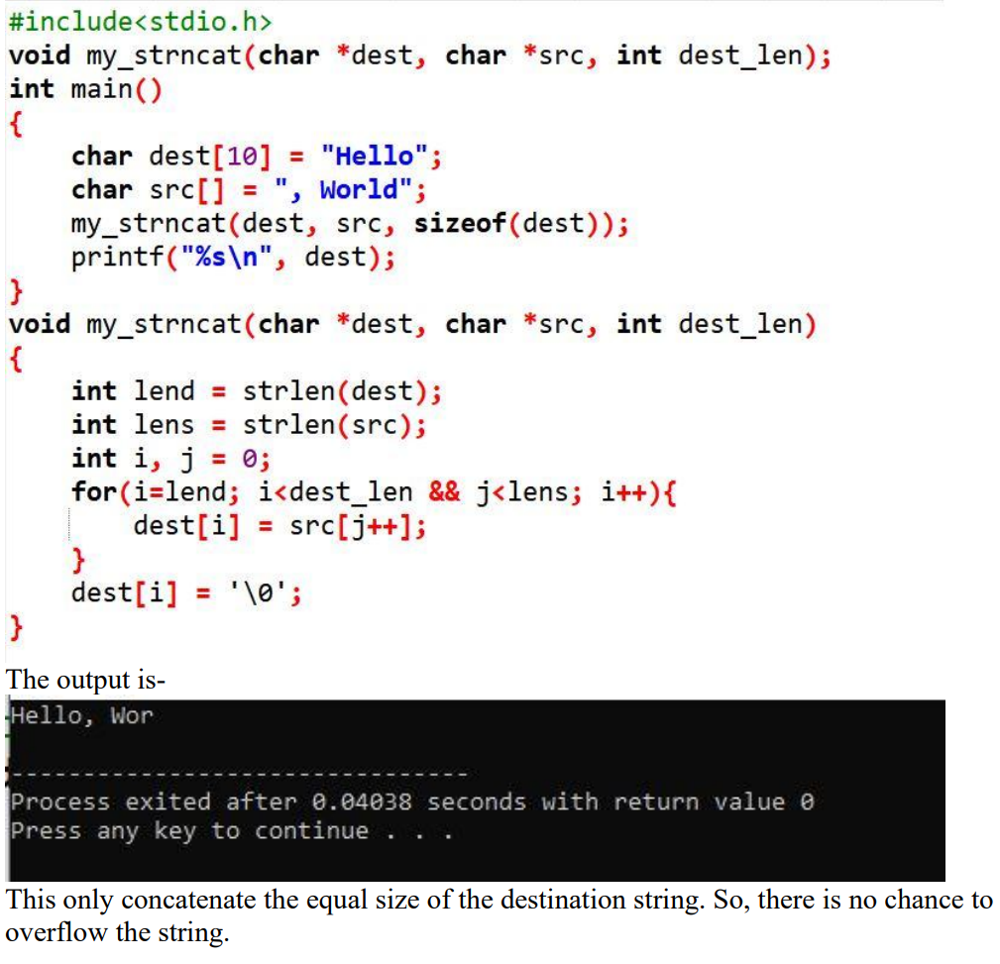 #include<stdio.h>
void my_strncat(char *dest, char *src, int dest_len);
int main()
{
    char dest[10] = "Hello";
    char src[] = ", World";
    my_strncat(dest, src, sizeof(dest));
    printf("%s\n", dest);
}
void my_strncat(char *dest, char *src, int dest_len)
{
    int lend = strlen(dest);
    int lens = strlen(src);
    int i, j = 0;
    for(i=lend; i<dest_len && j<lens; i++){
        dest[i] = src[j++];
    }
    dest[i] = '\0';
}
The output is-
Hello, Wor
--------------------------------
Process exited after 0.04038 seconds with return value 0
Press any key to continue . . .
This only concatenate the equal size of the destination string. So, there is no chance to
overflow the string.